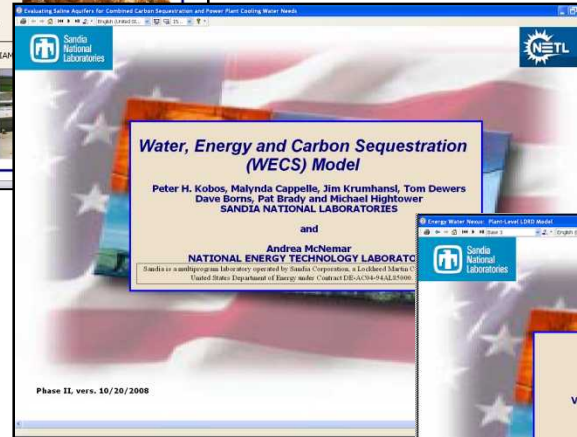 Evaluating Saline Aquifers for Combined Carbon Sequestration and Power Plant Cooling Water Needs
Sandia
National
Laboratories
NETL
Water, Energy and Carbon Sequestration
(WECS) Model
Peter H. Kobos, Malynda Cappelle, Jim Krumhansl, Tom Dewers
Dave Borns, Pat Brady and Michael Hightower
SANDIA NATIONAL LABORATORIES
and
Andrea McNemar
NATIONAL ENERGY TECHNOLOGY LABORATO
Sandia is a multiprogram laboratory operated by Sandia Corporation, a Lockheed Martin C
United States Department of Energy under Contract DE-AC04-94AL85000.
Phase II, vers. 10/20/2008
Energy Water Nexus: Plant-Level LDRD Model
Sandia
National
Laboratories
V